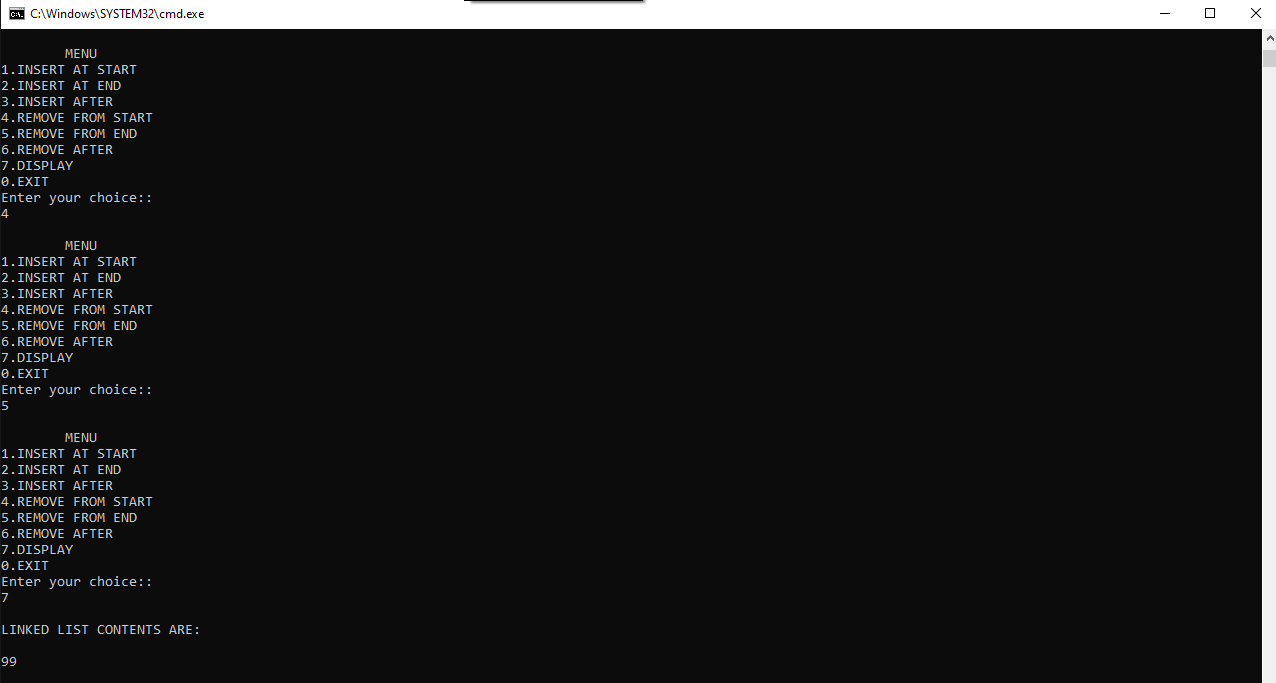 C:\Windows\SYSTEM32\cmd.exe
MENU
1.INSERT AT START
2.INSERT AT END
3.INSERT AFTER
4.REMOVE FROM START
5.REMOVE FROM END
6.REMOVE AFTER
7.DISPLAY
0.EXIT
Enter your choice::
4
MENU
1.INSERT AT START
2.INSERT AT END
3.INSERT AFTER
4.REMOVE FROM START
5.REMOVE FROM END
6.REMOVE AFTER
7.DISPLAY
0.EXIT
Enter your choice::
5
MENU
1.INSERT AT START
2.INSERT AT END
3.INSERT AFTER
4.REMOVE FROM START
5.REMOVE FROM END
6.REMOVE AFTER
7.DISPLAY
0.EXIT
Enter your choice::
7
LINKED LIST CONTENTS ARE:
99